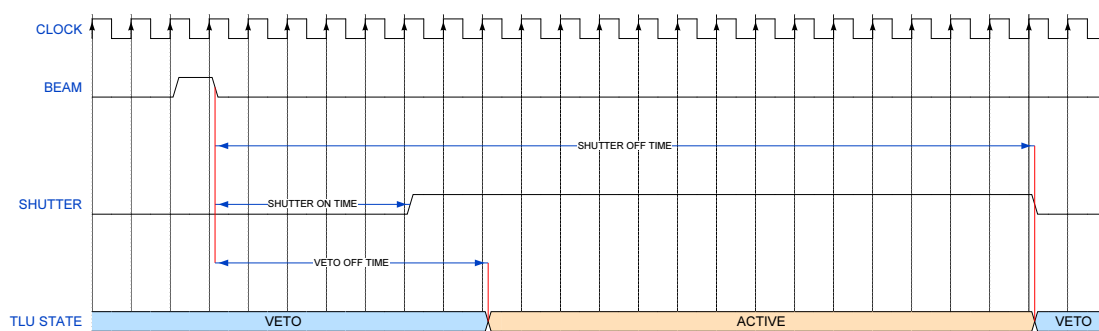 CLOCK
BEAM
SHUTTER OFF TIME
SHUTTER
SHUTTER ON TIME
VETO OFF TIME
TLU STATE VETO ACTIVE VETO